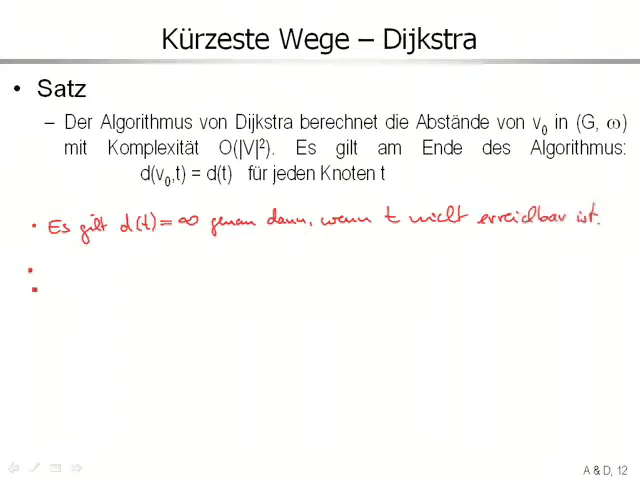 Kürzeste Wege – Dijkstra
• Satz
– Der Algorithmus von Dijkstra berechnet die Abstände von v₀ in (G, ω)
mit Komplexität O(|V|²). Es gilt am Ende des Algorithmus:
d(v₀,t) = d(t) für jeden Knoten t
• Es gilt d(t) = ∞ genau dann, wenn t nicht erreichbar ist.
A & D, 12